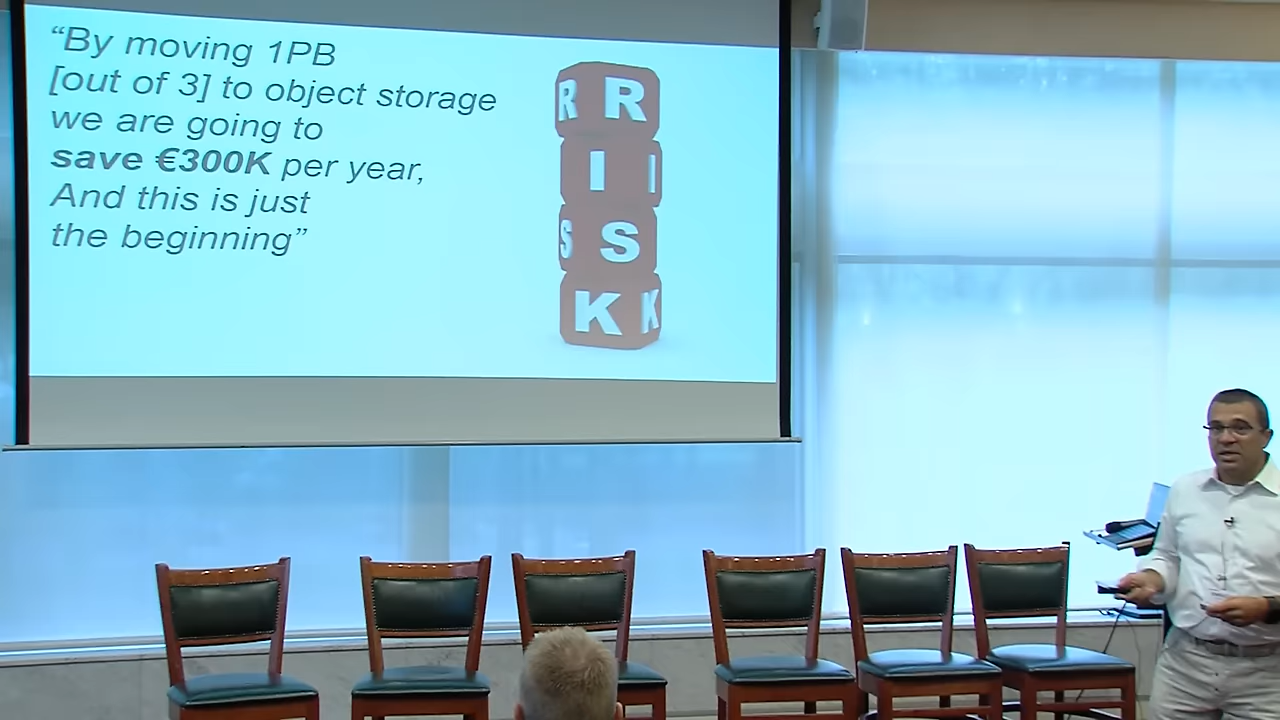 “By moving 1PB
[out of 3] to object storage
we are going to
save €300K per year,
And this is just
the beginning”
R R
I I
S S
K K